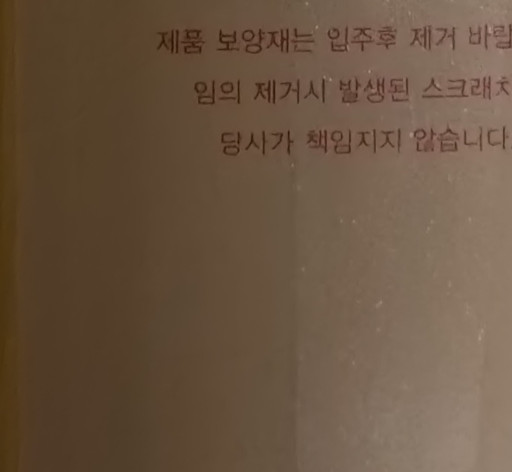 제품 보양재는 입주후 제거 바랍
임의 제거시 발생된 스크래치
당사가 책임지지 않습니다.